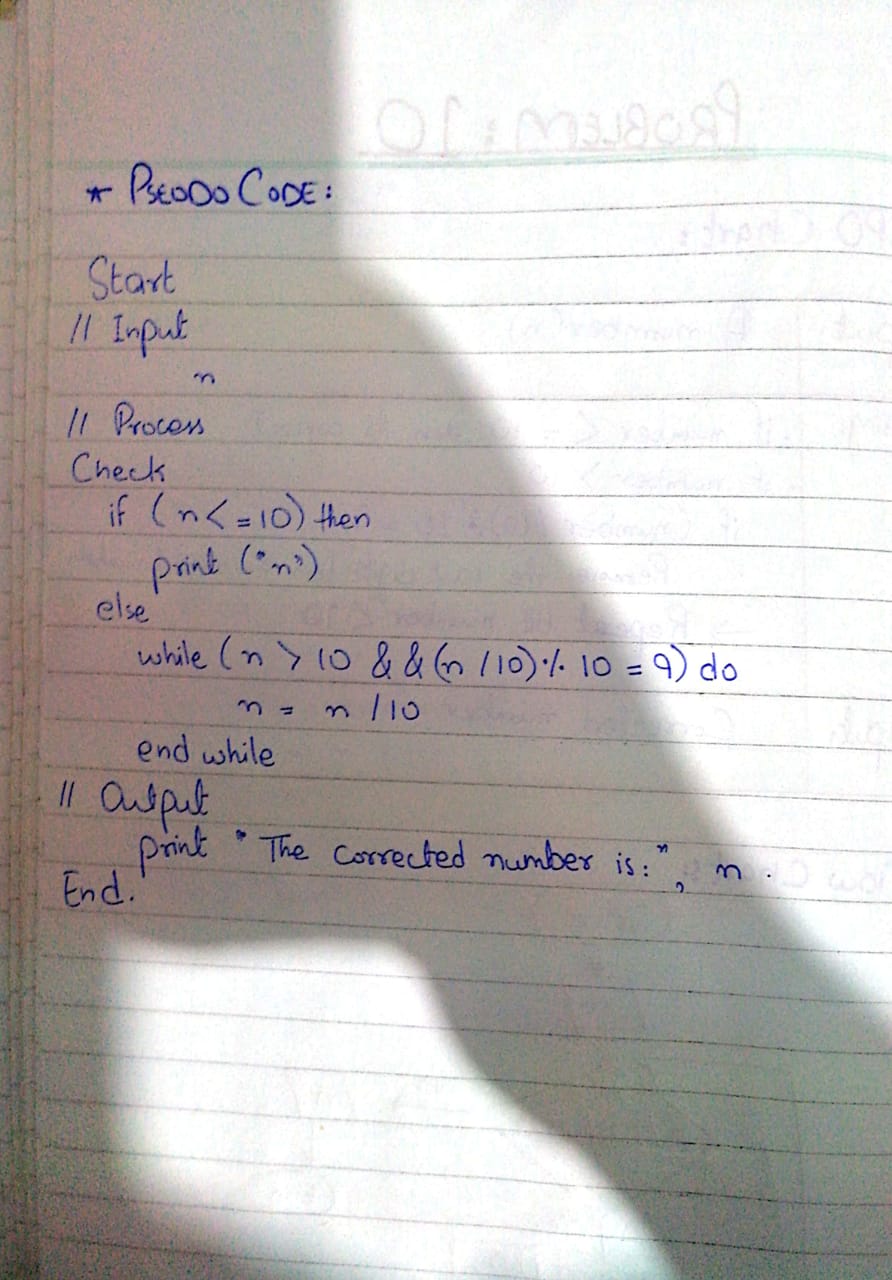 * PSEODO CODE:
Start
// Input
n
// Process
Check
if (n <= 10) then
print ("n")
else
while (n > 10 & & (n / 10) % 10 = 9) do
n = n / 10
end while
// Output
print " The corrected number is:", n .
End.